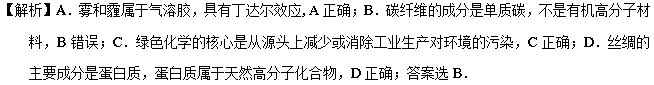 【解析】A．雾和霾属于气溶胶，具有丁达尔效应, A 正确；B．碳纤维的成分是单质碳，不是有机高分子材
料，B 错误；C．绿色化学的核心是从源头上减少或消除工业生产对环境的污染，C 正确；D．丝绸的
主要成分是蛋白质，蛋白质属于天然高分子化合物，D 正确；答案选 B．